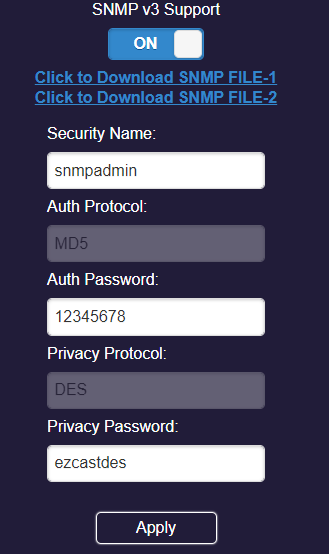 SNMP v3 Support
ON
Click to Download SNMP FILE-1
Click to Download SNMP FILE-2
Security Name:
snmpadmin
Auth Protocol:
MD5
Auth Password:
12345678
Privacy Protocol:
DES
Privacy Password:
ezcastdes
Apply